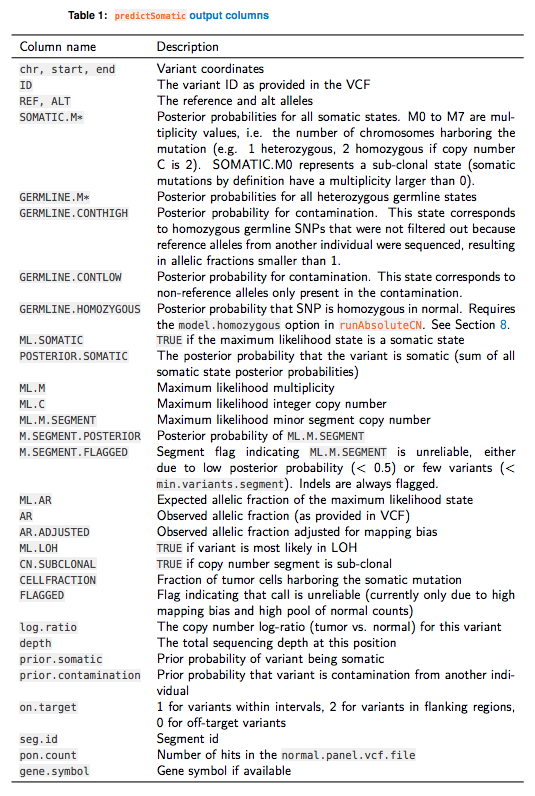 Table 1: predictSomatic output columns
Column name Description
chr, start, end Variant coordinates
ID The variant ID as provided in the VCF
REF, ALT The reference and alt alleles
SOMATIC.M* Posterior probabilities for all somatic states. M0 to M7 are mul-
tiplicity values, i.e. the number of chromosomes harboring the
mutation (e.g. 1 heterozygous, 2 homozygous if copy number
C is 2). SOMATIC.M0 represents a sub-clonal state (somatic
mutations by definition have a multiplicity larger than 0).
GERMLINE.M* Posterior probabilities for all heterozygous germline states
GERMLINE.CONTHIGH Posterior probability for contamination. This state corresponds
to homozygous germline SNPs that were not filtered out because
reference alleles from another individual were sequenced, resulting
in allelic fractions smaller than 1.
GERMLINE.CONTLOW Posterior probability for contamination. This state corresponds to
non-reference alleles only present in the contamination.
GERMLINE.HOMOZYGOUS Posterior probability that SNP is homozygous in normal. Requires
the model.homozygous option in runAbsoluteCN. See Section 8.
ML.SOMATIC TRUE if the maximum likelihood state is a somatic state
POSTERIOR.SOMATIC The posterior probability that the variant is somatic (sum of all
somatic state posterior probabilities)
ML.M Maximum likelihood multiplicity
ML.C Maximum likelihood integer copy number
ML.M.SEGMENT Maximum likelihood minor segment copy number
M.SEGMENT.POSTERIOR Posterior probability of ML.M.SEGMENT
M.SEGMENT.FLAGGED Segment flag indicating ML.M.SEGMENT is unreliable, either
due to low posterior probability (< 0.5) or few variants (<
min.variants.segment). Indels are always flagged.
ML.AR Expected allelic fraction of the maximum likelihood state
AR Observed allelic fraction (as provided in VCF)
AR.ADJUSTED Observed allelic fraction adjusted for mapping bias
ML.LOH TRUE if variant is most likely in LOH
CN.SUBCLONAL TRUE if copy number segment is sub-clonal
CELLFRACTION Fraction of tumor cells harboring the somatic mutation
FLAGGED Flag indicating that call is unreliable (currently only due to high
mapping bias and high pool of normal counts)
log.ratio The copy number log-ratio (tumor vs. normal) for this variant
depth The total sequencing depth at this position
prior.somatic Prior probability of variant being somatic
prior.contamination Prior probability that variant is contamination from another indi-
vidual
on.target 1 for variants within intervals, 2 for variants in flanking regions,
0 for off-target variants
seg.id Segment id
pon.count Number of hits in the normal.panel.vcf.file
gene.symbol Gene symbol if available